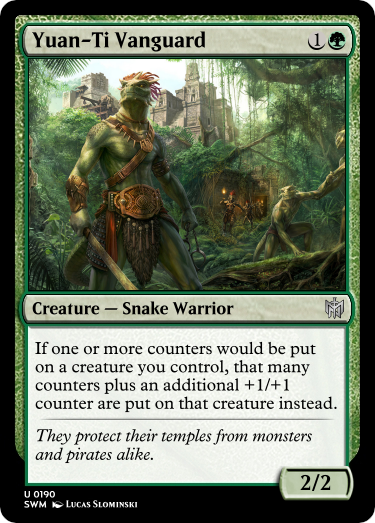 Yuan-Ti Vanguard 1
Creature — Snake Warrior
If one or more counters would be put
on a creature you control, that many
counters plus an additional +1/+1
counter are put on that creature instead.
They protect their temples from monsters
and pirates alike.
2/2
U 0190
SWM Lucas Slominski